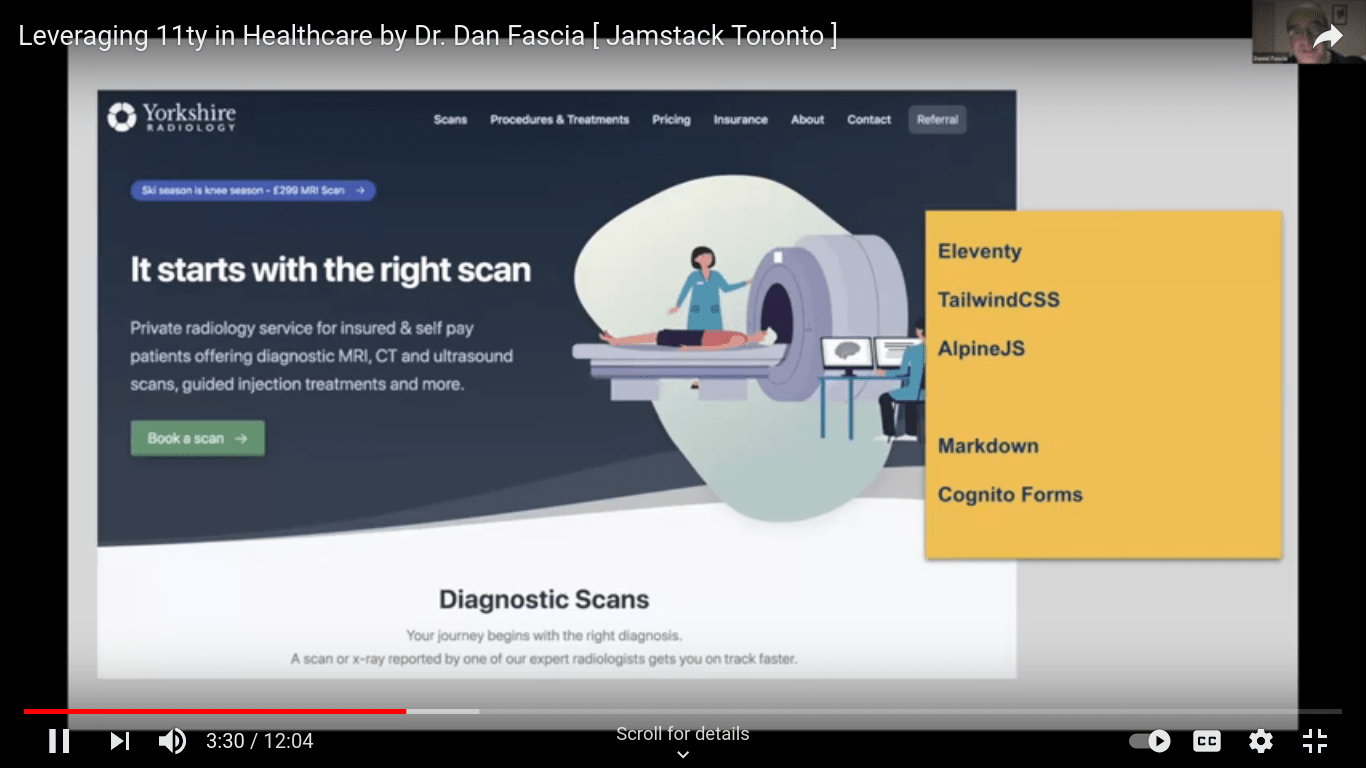 Leveraging 11ty in Healthcare by Dr. Dan Fascia [ Jamstack Toronto ]
Yorkshire
RADIOLOGY
Scans Procedures & Treatments Pricing Insurance About Contact Referral
Ski season is knee season - £299 MRI Scan →
It starts with the right scan
Private radiology service for insured & self pay
patients offering diagnostic MRI, CT and ultrasound
scans, guided injection treatments and more.
Book a scan →
Eleventy
TailwindCSS
AlpineJS
Markdown
Cognito Forms
Diagnostic Scans
Your journey begins with the right diagnosis.
A scan or x-ray reported by one of our expert radiologists gets you on track faster.
3:30 / 12:04
Scroll for details
CC